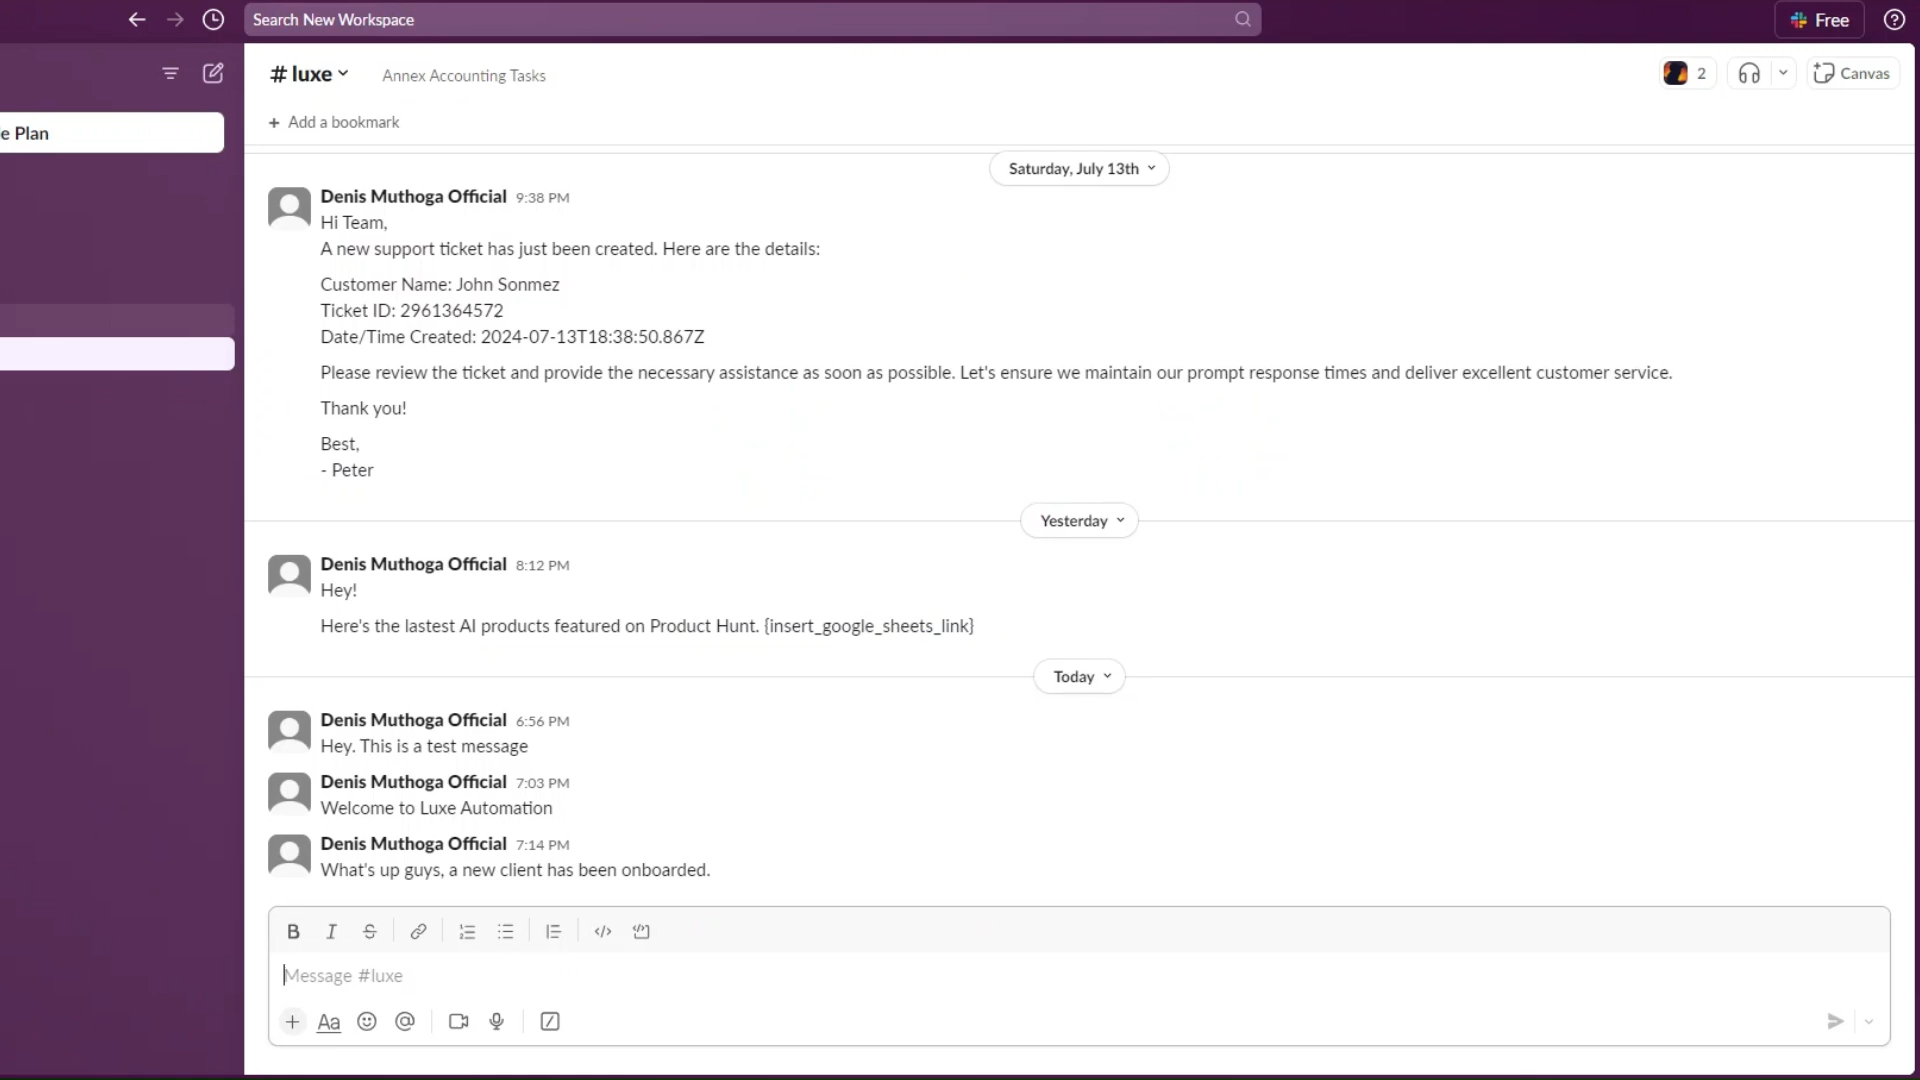 Search New Workspace
Free
# luxe
Annex Accounting Tasks
2
Canvas
e Plan
+ Add a bookmark
Saturday, July 13th
Denis Muthoga Official 9:38 PM
Hi Team,
A new support ticket has just been created. Here are the details:
Customer Name: John Sonmez
Ticket ID: 2961364572
Date/Time Created: 2024-07-13T18:38:50.867Z
Please review the ticket and provide the necessary assistance as soon as possible. Let's ensure we maintain our prompt response times and deliver excellent customer service.
Thank you!
Best,
- Peter
Yesterday
Denis Muthoga Official 8:12 PM
Hey!
Here's the lastest AI products featured on Product Hunt. {insert_google_sheets_link}
Today
Denis Muthoga Official 6:56 PM
Hey. This is a test message
Denis Muthoga Official 7:03 PM
Welcome to Luxe Automation
Denis Muthoga Official 7:14 PM
What's up guys, a new client has been onboarded.
Message #luxe
Aa